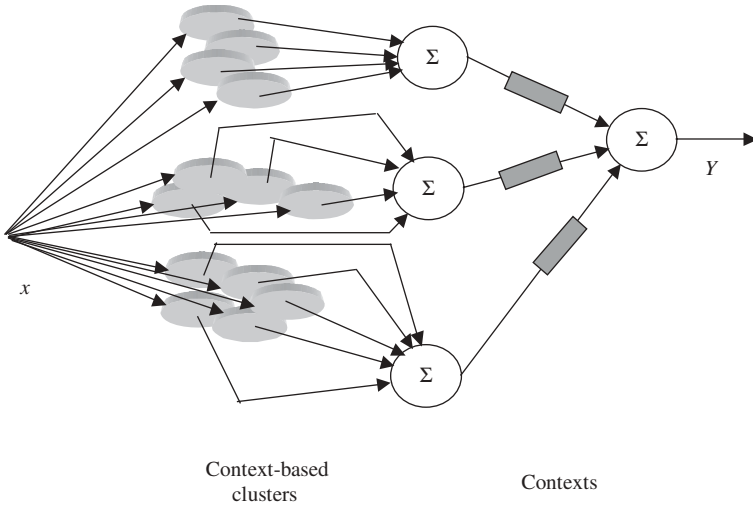 Σ
Σ
Y
Σ
x
Σ
Context-based
clusters
Contexts